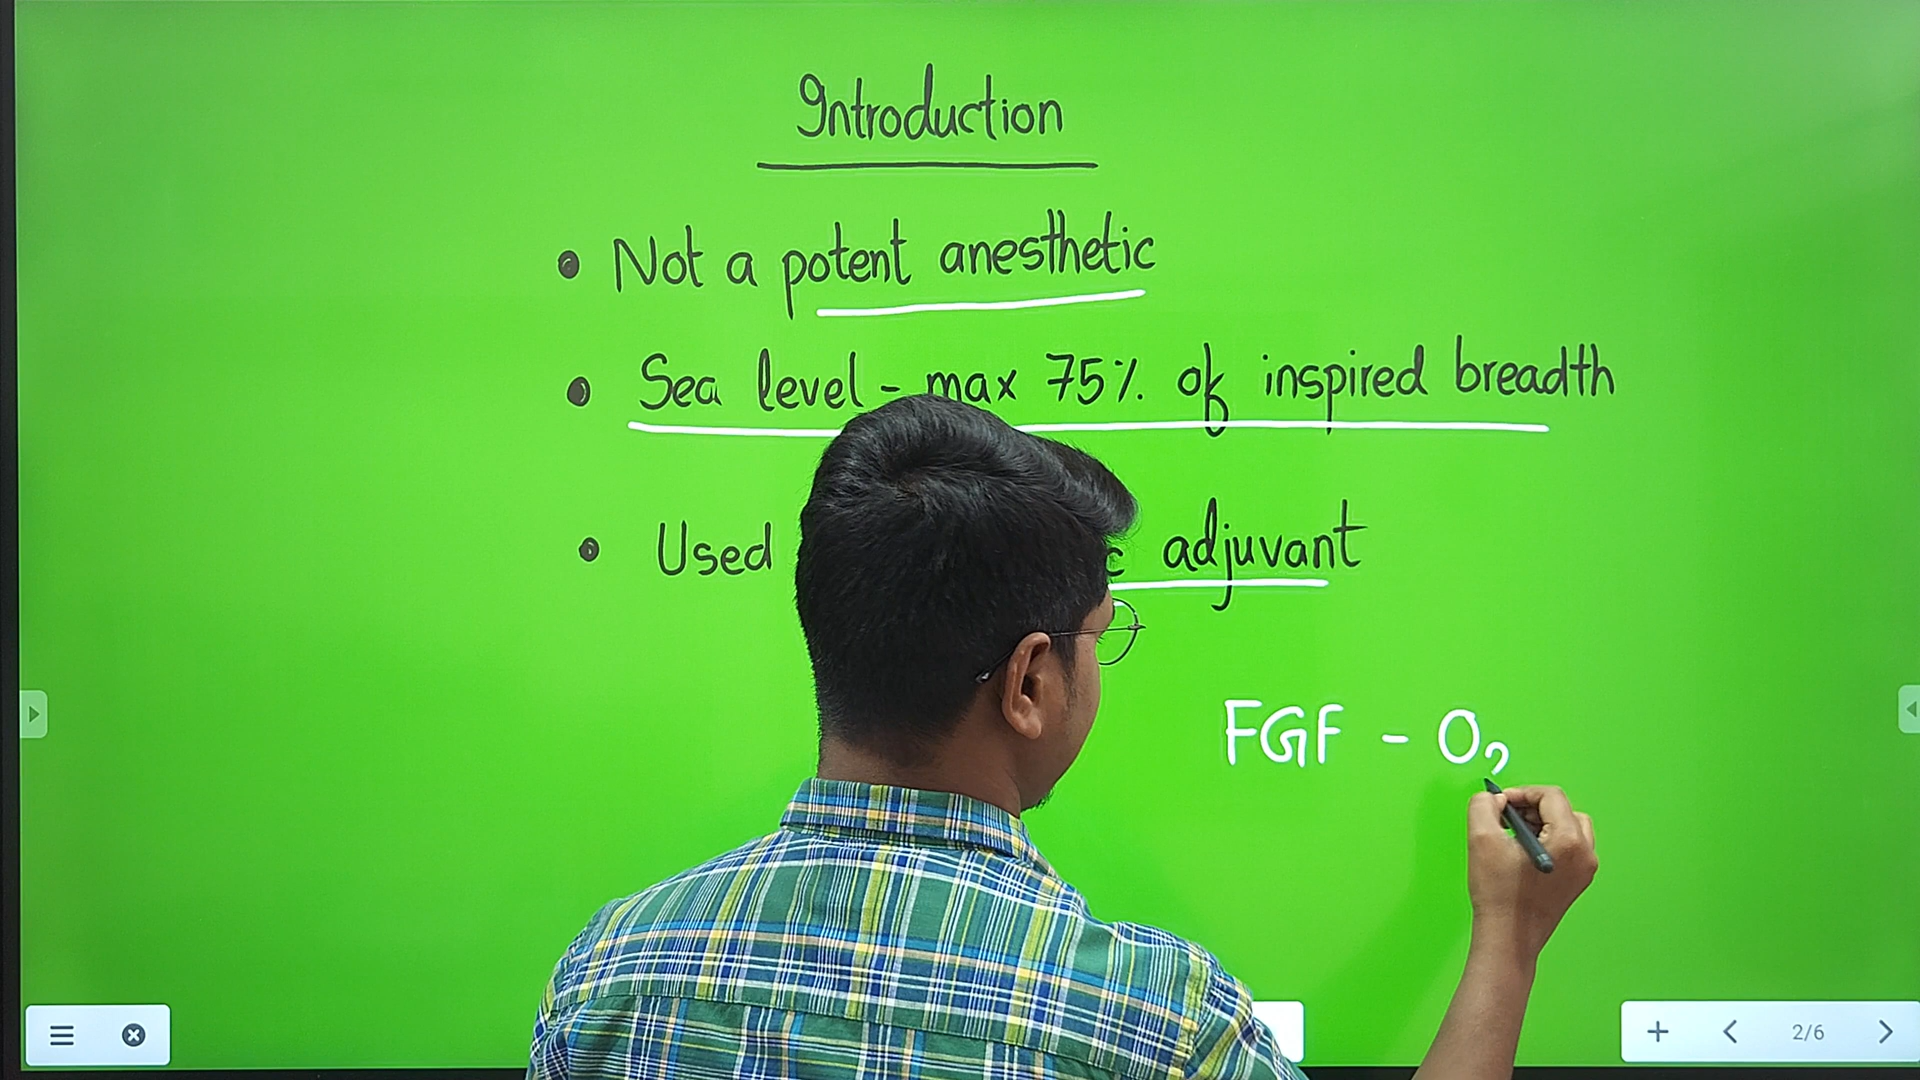 Introduction
• Not a potent anesthetic
• Sea level - max 75% of inspired breadth
• Used adjuvant
FGF - O2
2/6